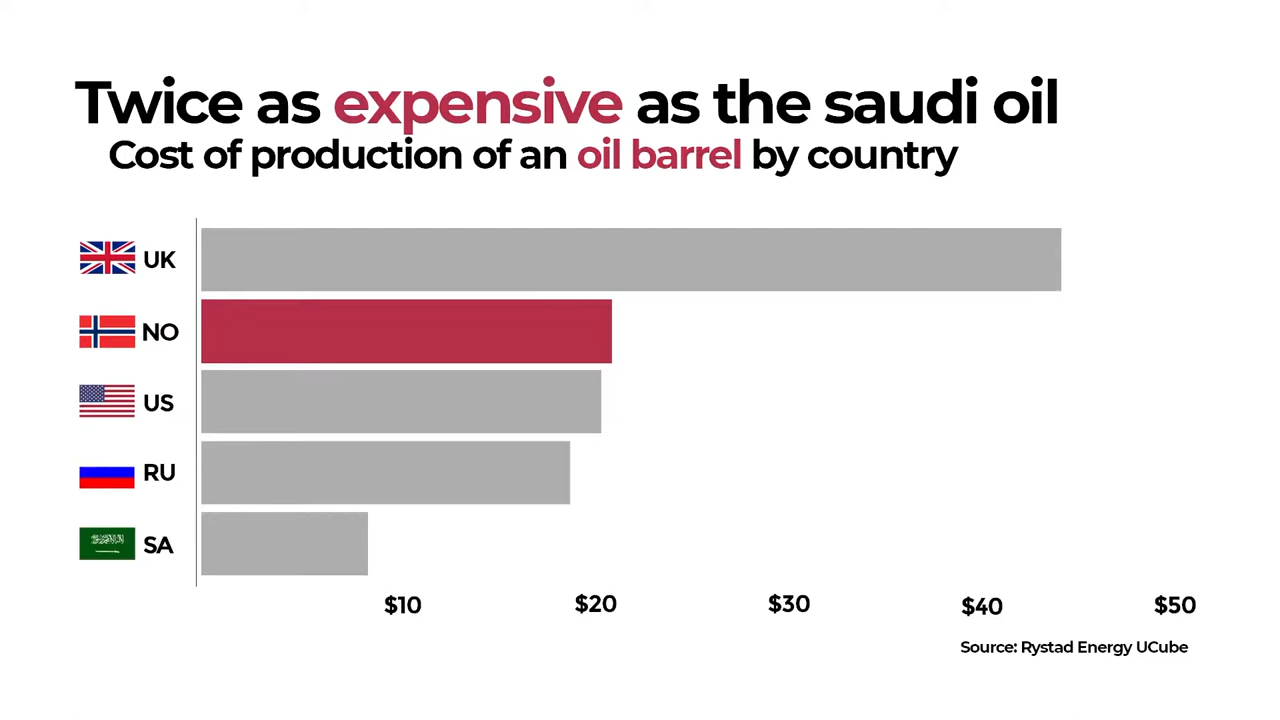 Twice as expensive as the saudi oil
Cost of production of an oil barrel by country
UK
NO
US
RU
SA
$10 $20 $30 $40 $50
Source: Rystad Energy UCube